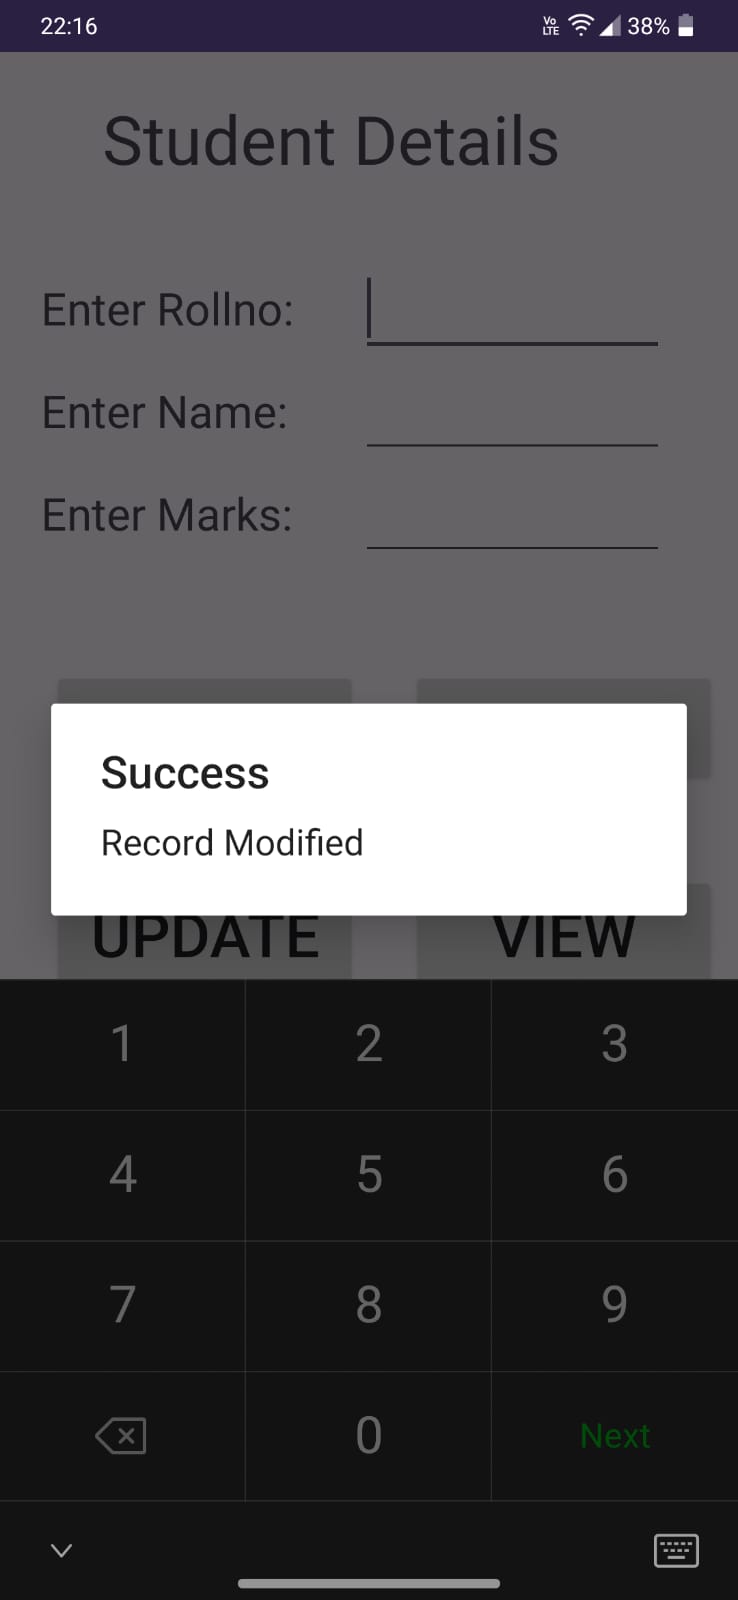 22:16 Vo LTE 38%
Student Details
Enter Rollno:
Enter Name:
Enter Marks:
Success
Record Modified
UPDATE VIEW
1 2 3
4 5 6
7 8 9
0 Next